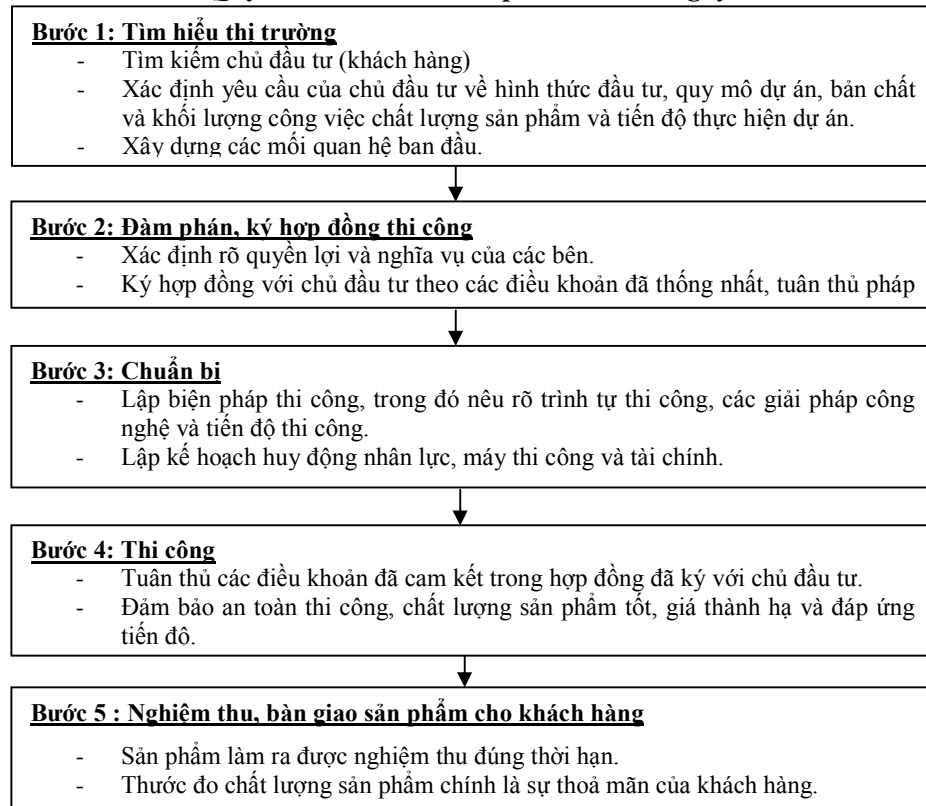 Bước 1: Tìm hiểu thị trường
- Tìm kiếm chủ đầu tư (khách hàng)
- Xác định yêu cầu của chủ đầu tư về hình thức đầu tư, quy mô dự án, bản chất
và khối lượng công việc chất lượng sản phẩm và tiến độ thực hiện dự án.
- Xây dựng các mối quan hệ ban đầu.
Bước 2: Đàm phán, ký hợp đồng thi công
- Xác định rõ quyền lợi và nghĩa vụ của các bên.
- Ký hợp đồng với chủ đầu tư theo các điều khoản đã thống nhất, tuân thủ pháp
Bước 3: Chuẩn bị
- Lập biện pháp thi công, trong đó nêu rõ trình tự thi công, các giải pháp công
nghệ và tiến độ thi công.
- Lập kế hoạch huy động nhân lực, máy thi công và tài chính.
Bước 4: Thi công
- Tuân thủ các điều khoản đã cam kết trong hợp đồng đã ký với chủ đầu tư.
- Đảm bảo an toàn thi công, chất lượng sản phẩm tốt, giá thành hạ và đáp ứng
tiến độ.
Bước 5 : Nghiệm thu, bàn giao sản phẩm cho khách hàng
- Sản phẩm làm ra được nghiệm thu đúng thời hạn.
- Thước đo chất lượng sản phẩm chính là sự thoả mãn của khách hàng.